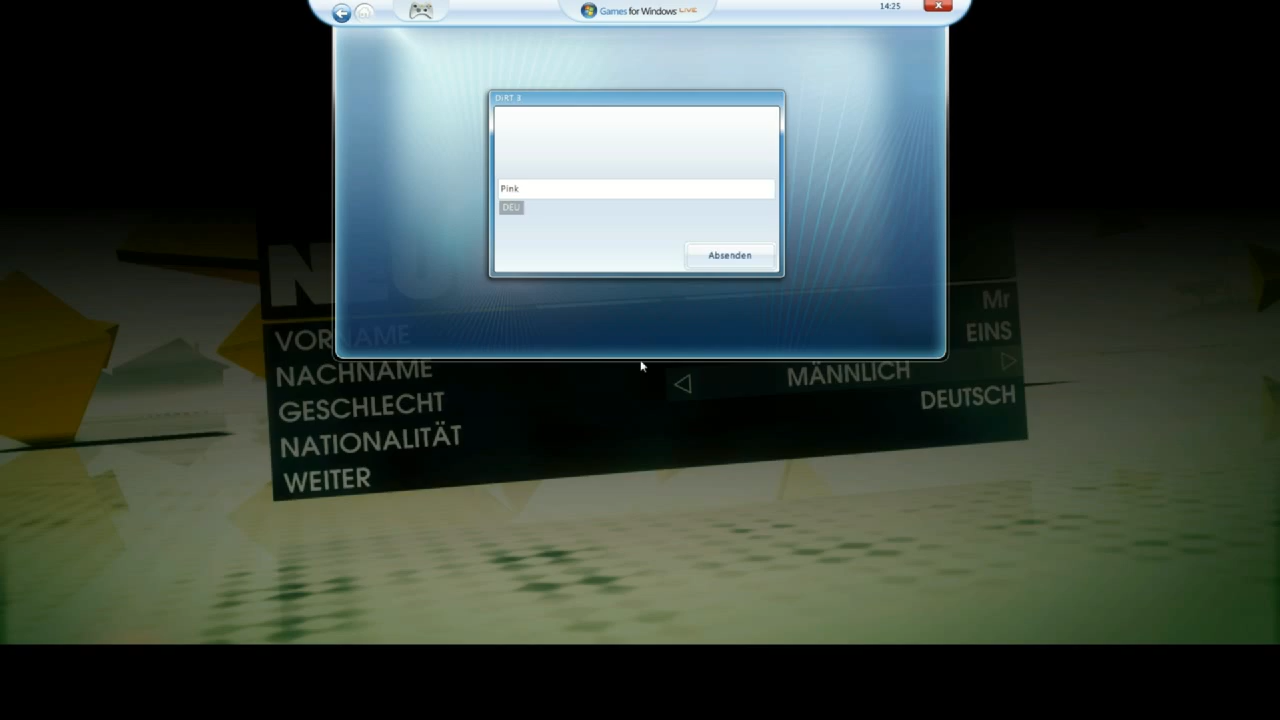 Games for Windows LIVE
14:25
DiRT 3
Pink
DEU
Absenden
Mr
VORNAME
EINS
NACHNAME
MÄNNLICH
GESCHLECHT
DEUTSCH
NATIONALITÄT
WEITER